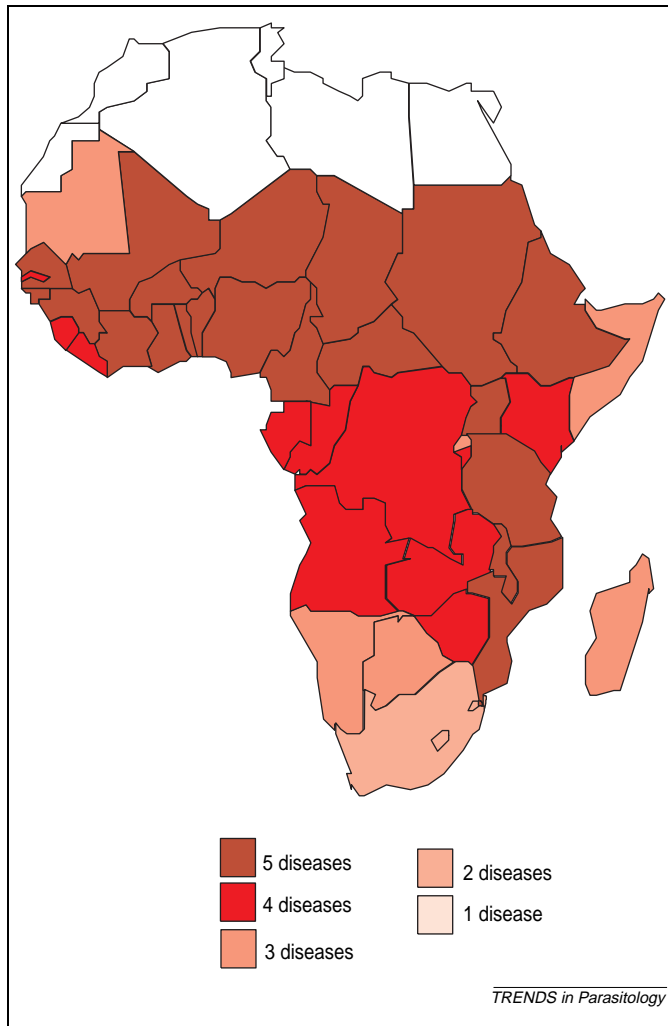 5 diseases
4 diseases
3 diseases
2 diseases
1 disease
TRENDS in Parasitology